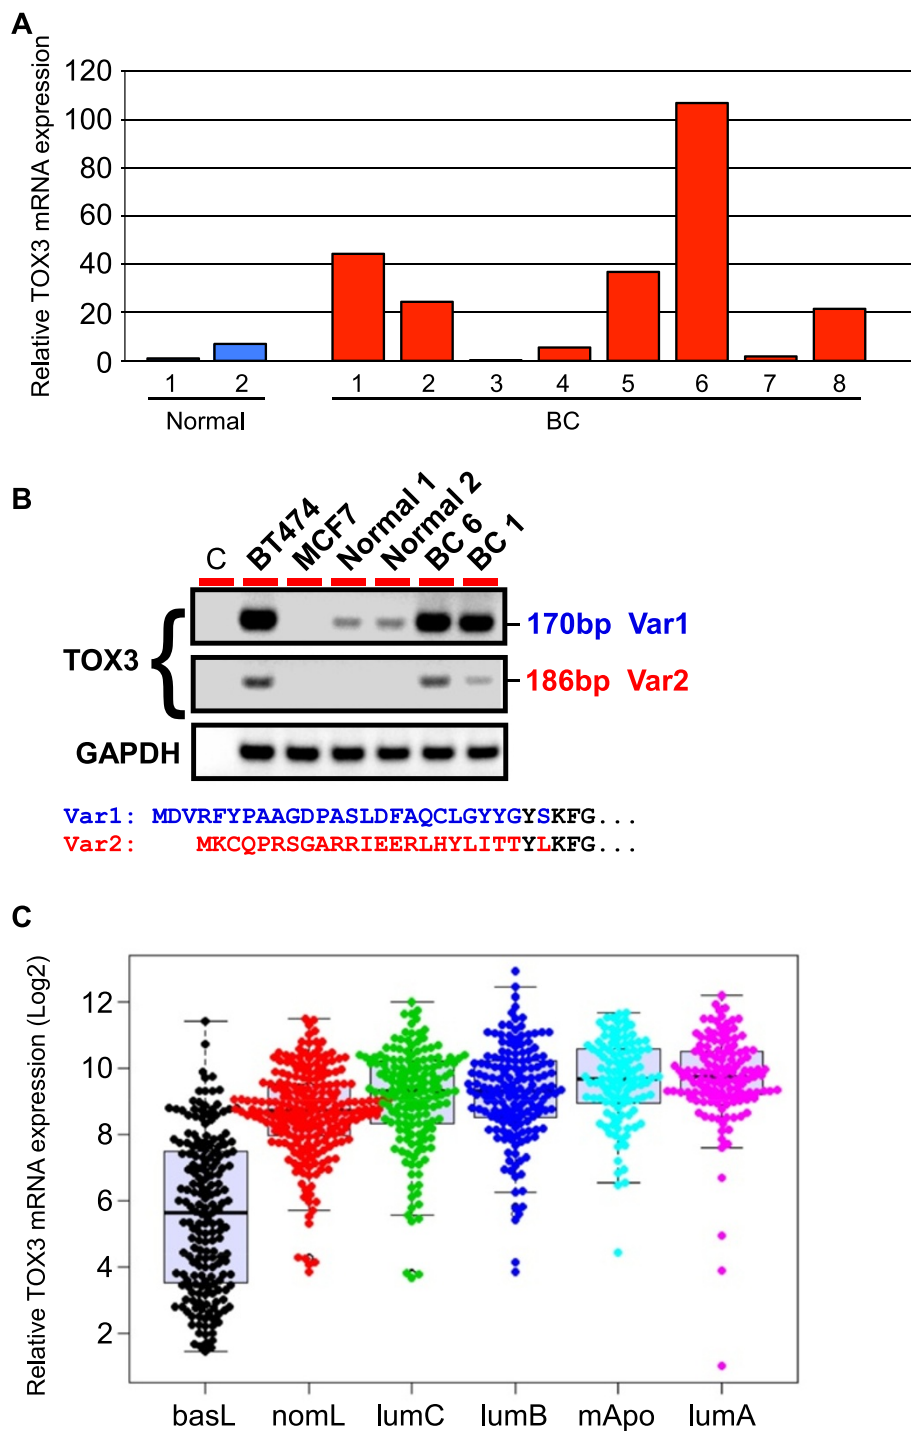 A
Relative TOX3 mRNA expression
120
100
80
60
40
20
0
1 2 1 2 3 4 5 6 7 8
Normal BC
B
C BT474 MCF7 Normal 1 Normal 2 BC 6 BC 1
TOX3
170bp Var1
186bp Var2
GAPDH
Var1: MDVRFYPAAGDPASLDFAQCLGYYGYSKFG...
Var2: MKCQPRSGARRIEERLHYLITTYLKFG...
C
Relative TOX3 mRNA expression (Log2)
12
10
8
6
4
2
basL nomL lumC lumB mApo lumA